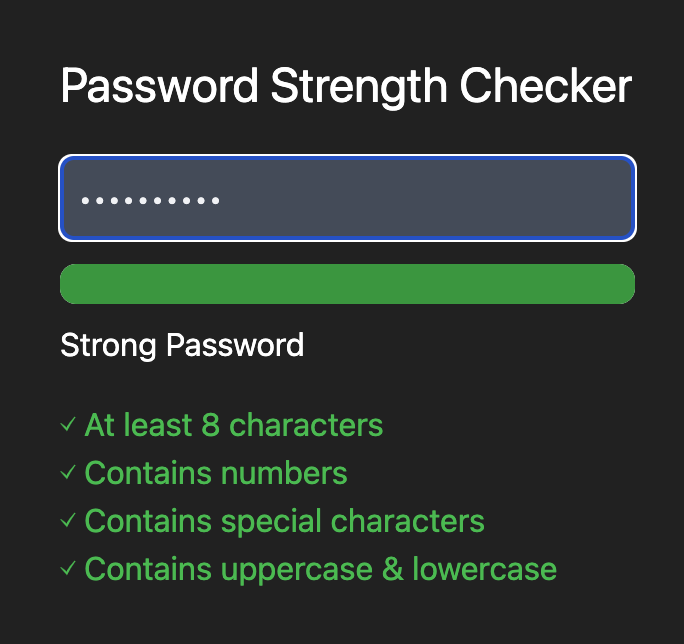 Password Strength Checker
••••••••••
Strong Password
✓ At least 8 characters
✓ Contains numbers
✓ Contains special characters
✓ Contains uppercase & lowercase